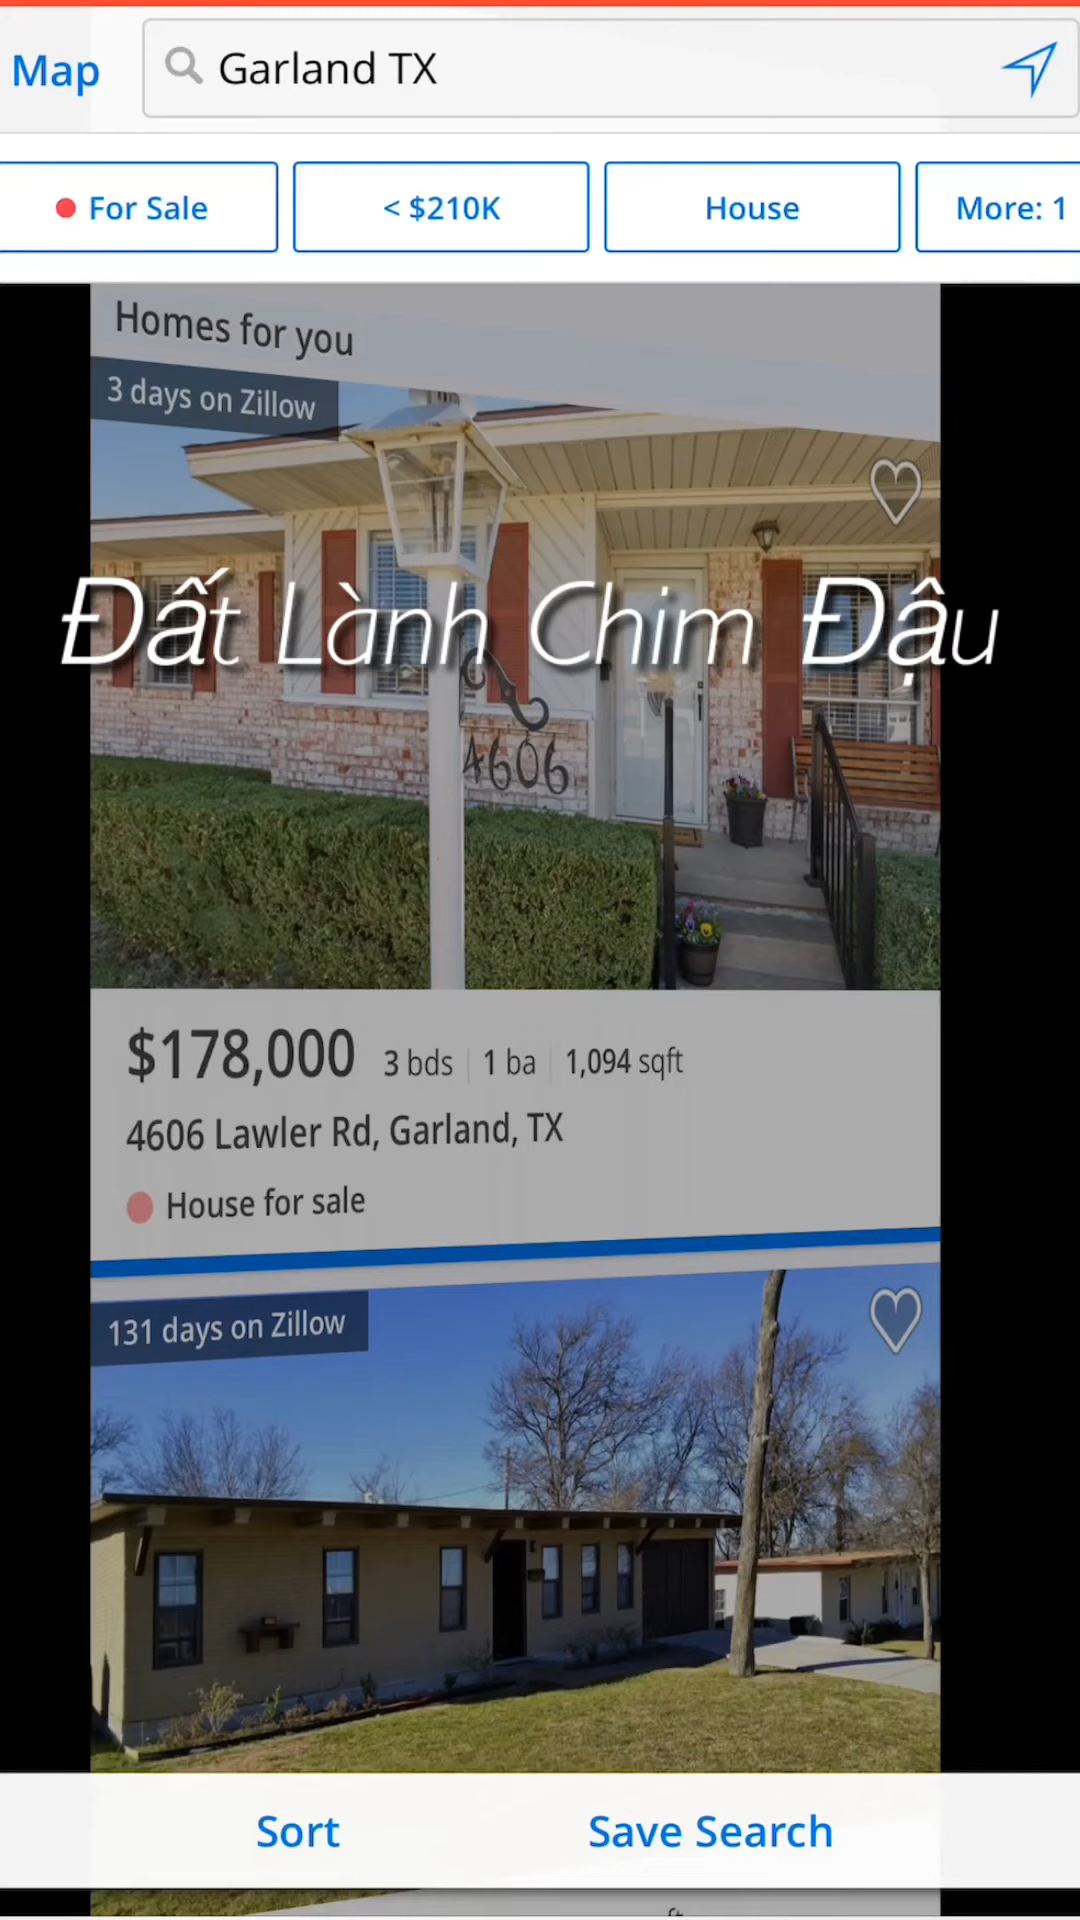 Map
Garland TX
For Sale
< $210K
House
More: 1
Homes for you
3 days on Zillow
Đất Lành Chim Đậu
4606
$178,000 3 bds 1 ba 1,094 sqft
4606 Lawler Rd, Garland, TX
House for sale
131 days on Zillow
Sort
Save Search